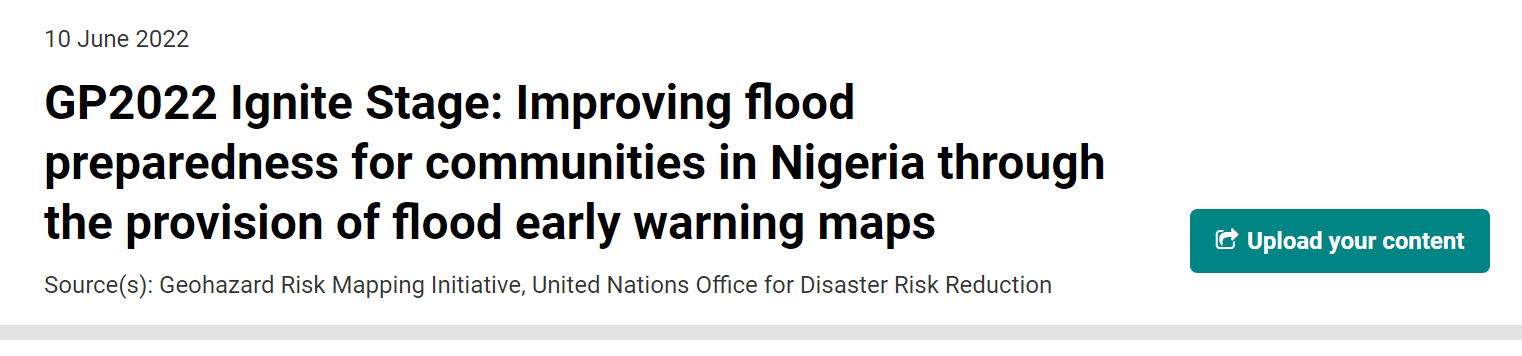 10 June 2022
GP2022 Ignite Stage: Improving flood
preparedness for communities in Nigeria through
the provision of flood early warning maps
Upload your content
Source(s): Geohazard Risk Mapping Initiative, United Nations Office for Disaster Risk Reduction